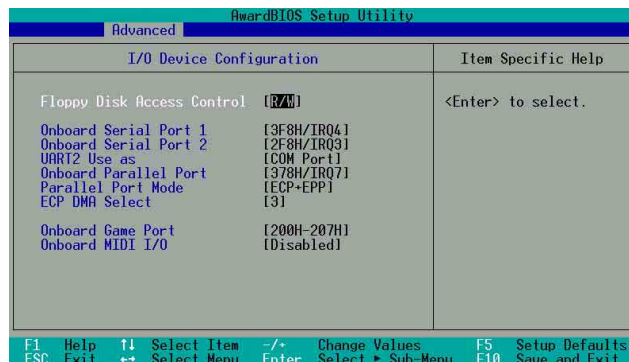 AwardBIOS Setup Utility
Advanced
I/O Device Configuration
Item Specific Help
Floppy Disk Access Control [R/W]
<Enter> to select.
Onboard Serial Port 1 [3F8H/IRQ4]
Onboard Serial Port 2 [2F8H/IRQ3]
UART2 Use as [COM Port]
Onboard Parallel Port [378H/IRQ7]
Parallel Port Mode [ECP+EPP]
ECP DMA Select [3]
Onboard Game Port [200H-207H]
Onboard MIDI I/O [Disabled]
F1 Help ↑↓ Select Item -/+ Change Values F5 Setup Defaults
ESC Exit ←→ Select Menu Enter Select ► Sub-Menu F10 Save and Exit